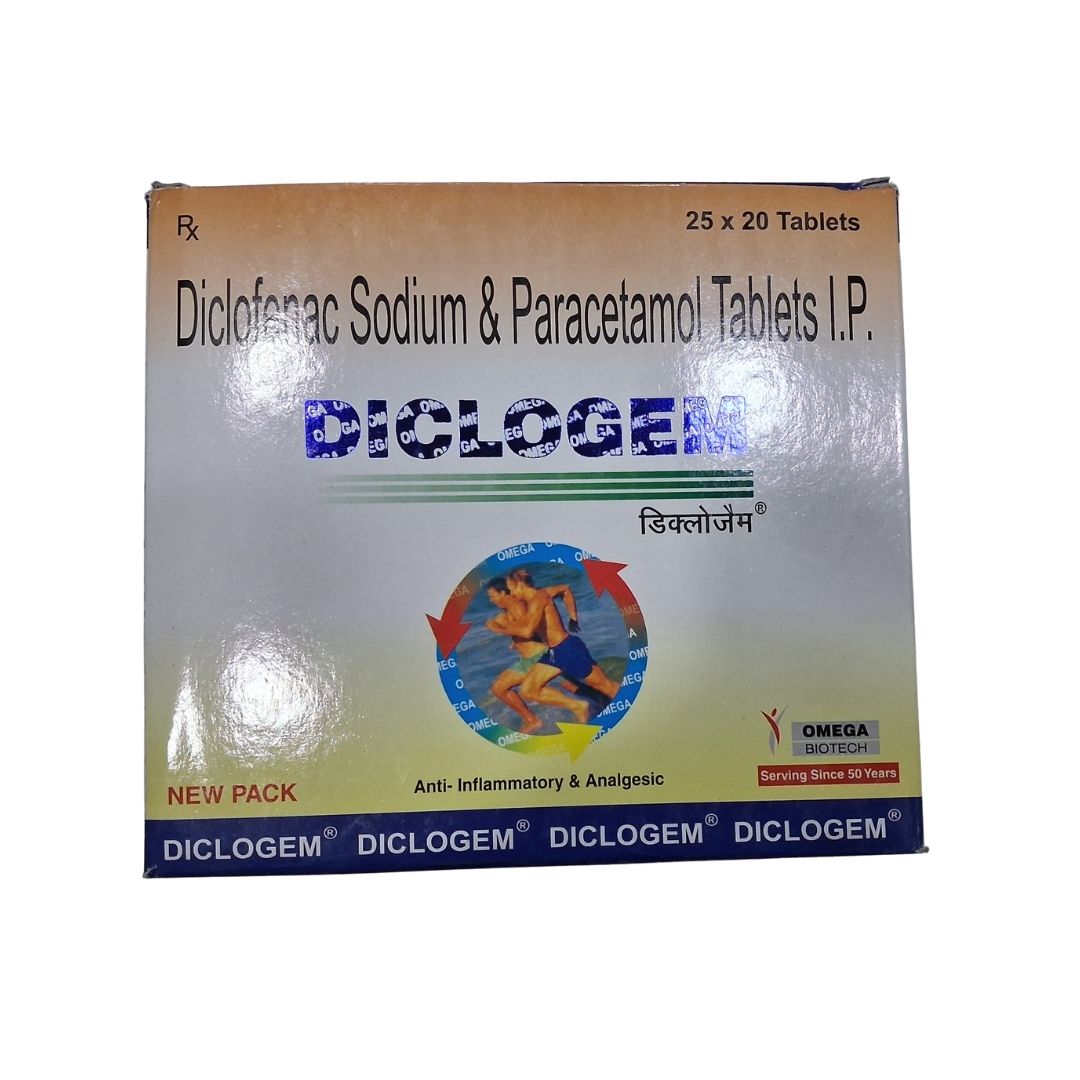 Rx
25 x 20 Tablets
Diclofenac Sodium & Paracetamol Tablets I.P.
DICLOGEM
डिक्लोजैम®
OMEGA
Anti- Inflammatory & Analgesic
OMEGA
BIOTECH
Serving Since 50 Years
NEW PACK
DICLOGEM® DICLOGEM® DICLOGEM® DICLOGEM®